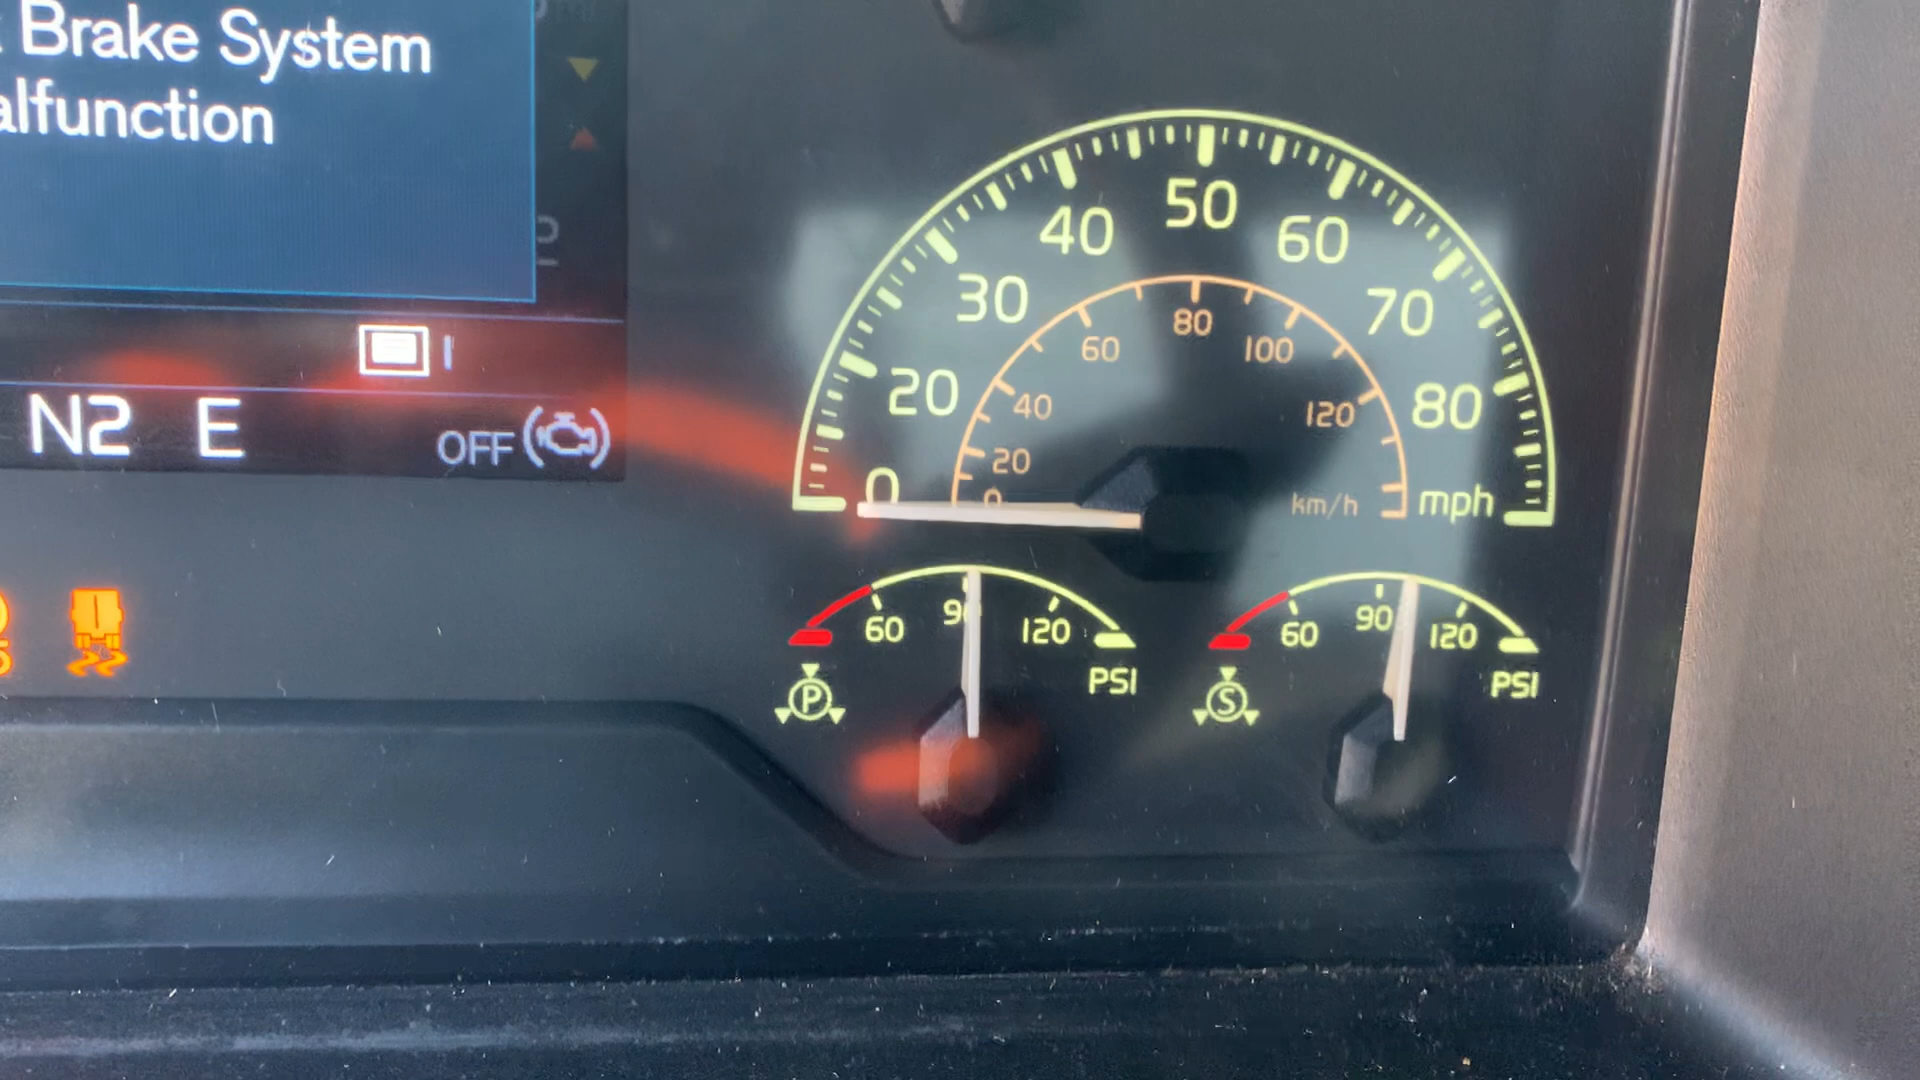 Brake System
alfunction
N2 E
OFF
50
40 60
30 70
20 80
0 mph
80
60 100
40 120
20
0 km/h
60 90 120
PSI
P
60 90 120
PSI
S